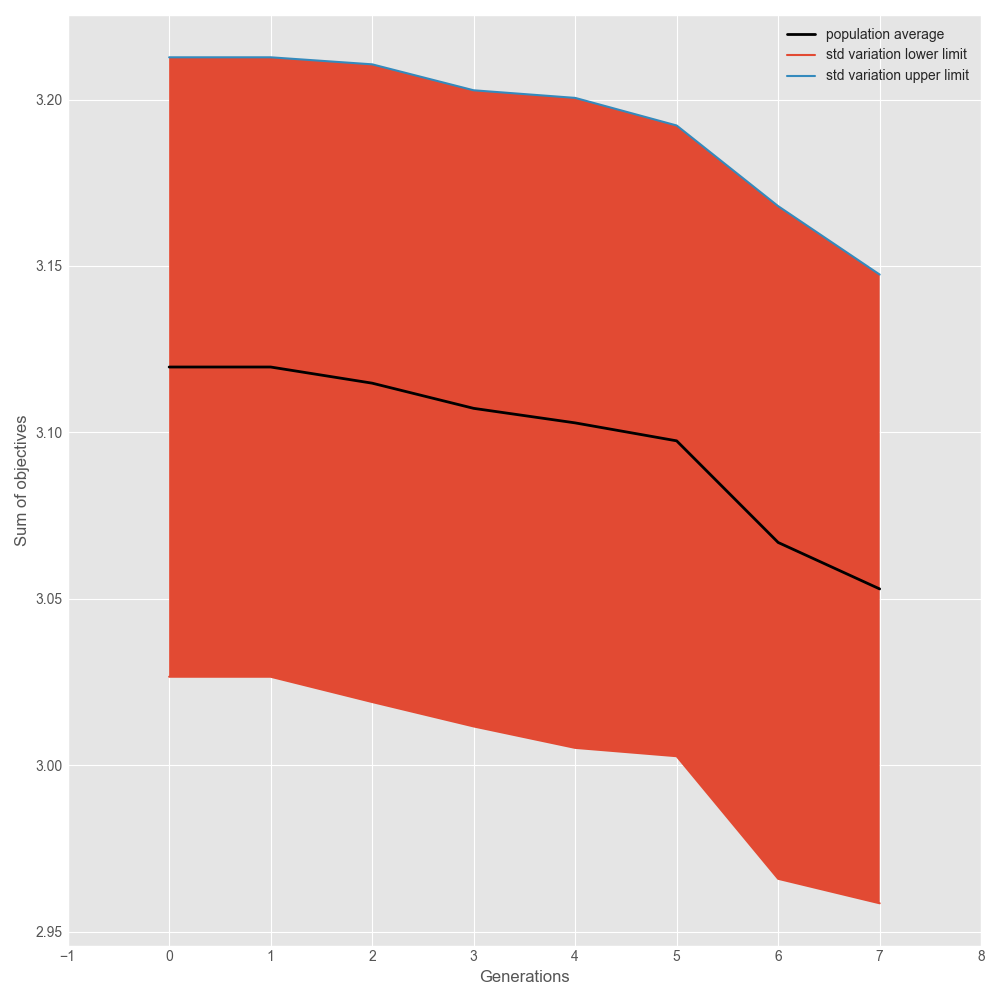 population average
std variation lower limit
std variation upper limit
3.20
3.15
3.10
3.05
3.00
2.95
Sum of objectives
−1 0 1 2 3 4 5 6 7 8
Generations